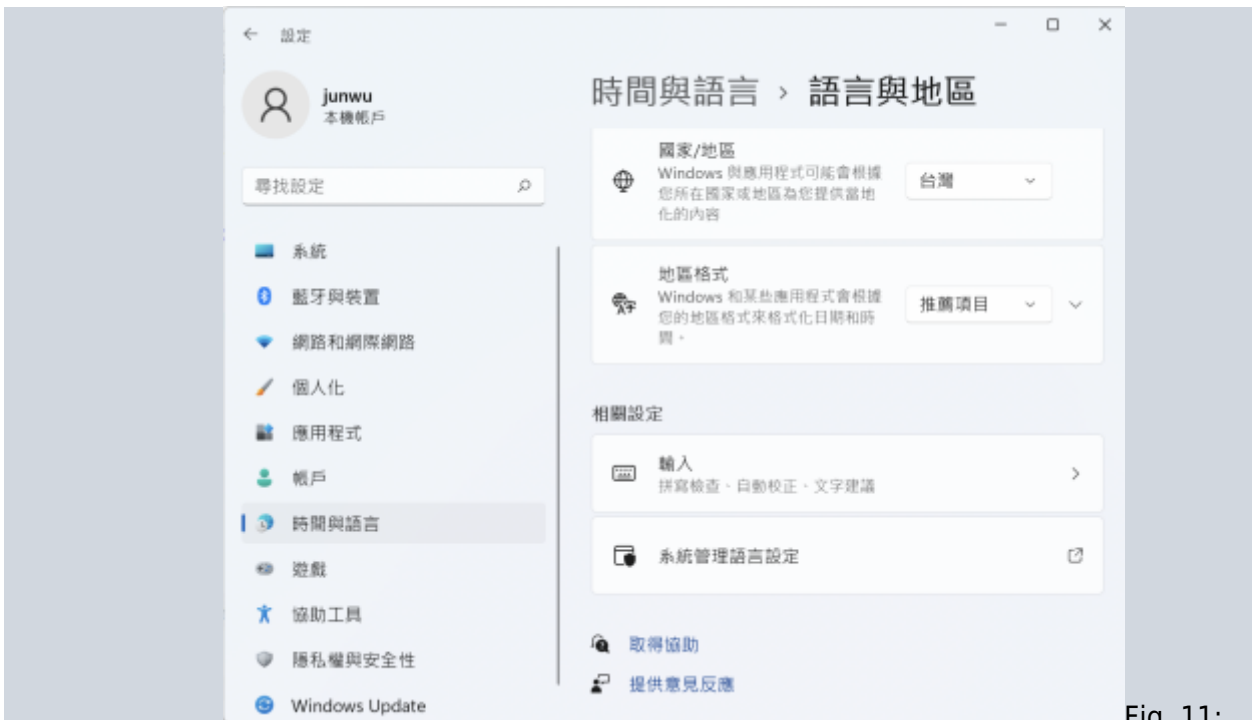 設定
junwu
本機帳戶
尋找設定
系統
藍牙與裝置
網路和網際網路
個人化
應用程式
帳戶
時間與語言
遊戲
協助工具
隱私權與安全性
Windows Update
時間與語言 › 語言與地區
國家/地區
Windows 與應用程式可能會根據
您所在國家或地區為您提供當地
化的內容
台灣
地區格式
Windows 和某些應用程式會根據
您的地區格式來格式化日期和時
間。
推薦項目
相關設定
輸入
拼寫檢查、自動校正、文字建議
系統管理語言設定
取得協助
提供意見反應
Fig. 11: